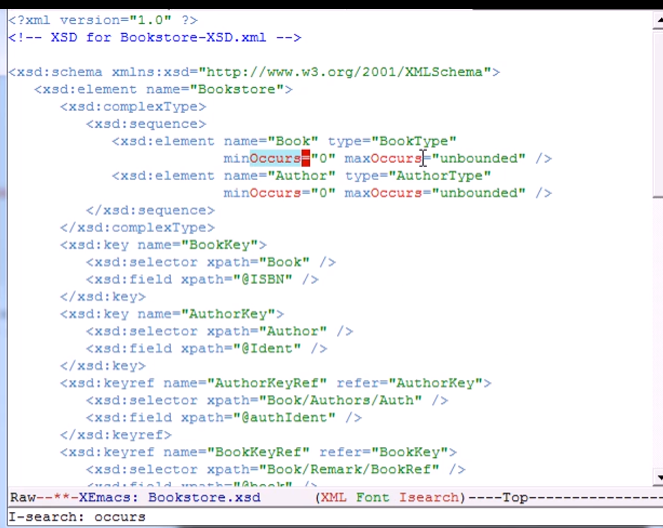 <?xml version="1.0" ?>
<!-- XSD for Bookstore-XSD.xml -->
<xsd:schema xmlns:xsd="http://www.w3.org/2001/XMLSchema">
<xsd:element name="Bookstore">
<xsd:complexType>
<xsd:sequence>
<xsd:element name="Book" type="BookType"
minOccurs="0" maxOccurs="unbounded" />
<xsd:element name="Author" type="AuthorType"
minOccurs="0" maxOccurs="unbounded" />
</xsd:sequence>
</xsd:complexType>
<xsd:key name="BookKey">
<xsd:selector xpath="Book" />
<xsd:field xpath="@ISBN" />
</xsd:key>
<xsd:key name="AuthorKey">
<xsd:selector xpath="Author" />
<xsd:field xpath="@Ident" />
</xsd:key>
<xsd:keyref name="AuthorKeyRef" refer="AuthorKey">
<xsd:selector xpath="Book/Authors/Auth" />
<xsd:field xpath="@authIdent" />
</xsd:keyref>
<xsd:keyref name="BookKeyRef" refer="BookKey">
<xsd:selector xpath="Book/Remark/BookRef" />
<xsd:field xpath="@book" />
Raw--**-XEmacs: Bookstore.xsd (XML Font Isearch)----Top----------------
I-search: occurs